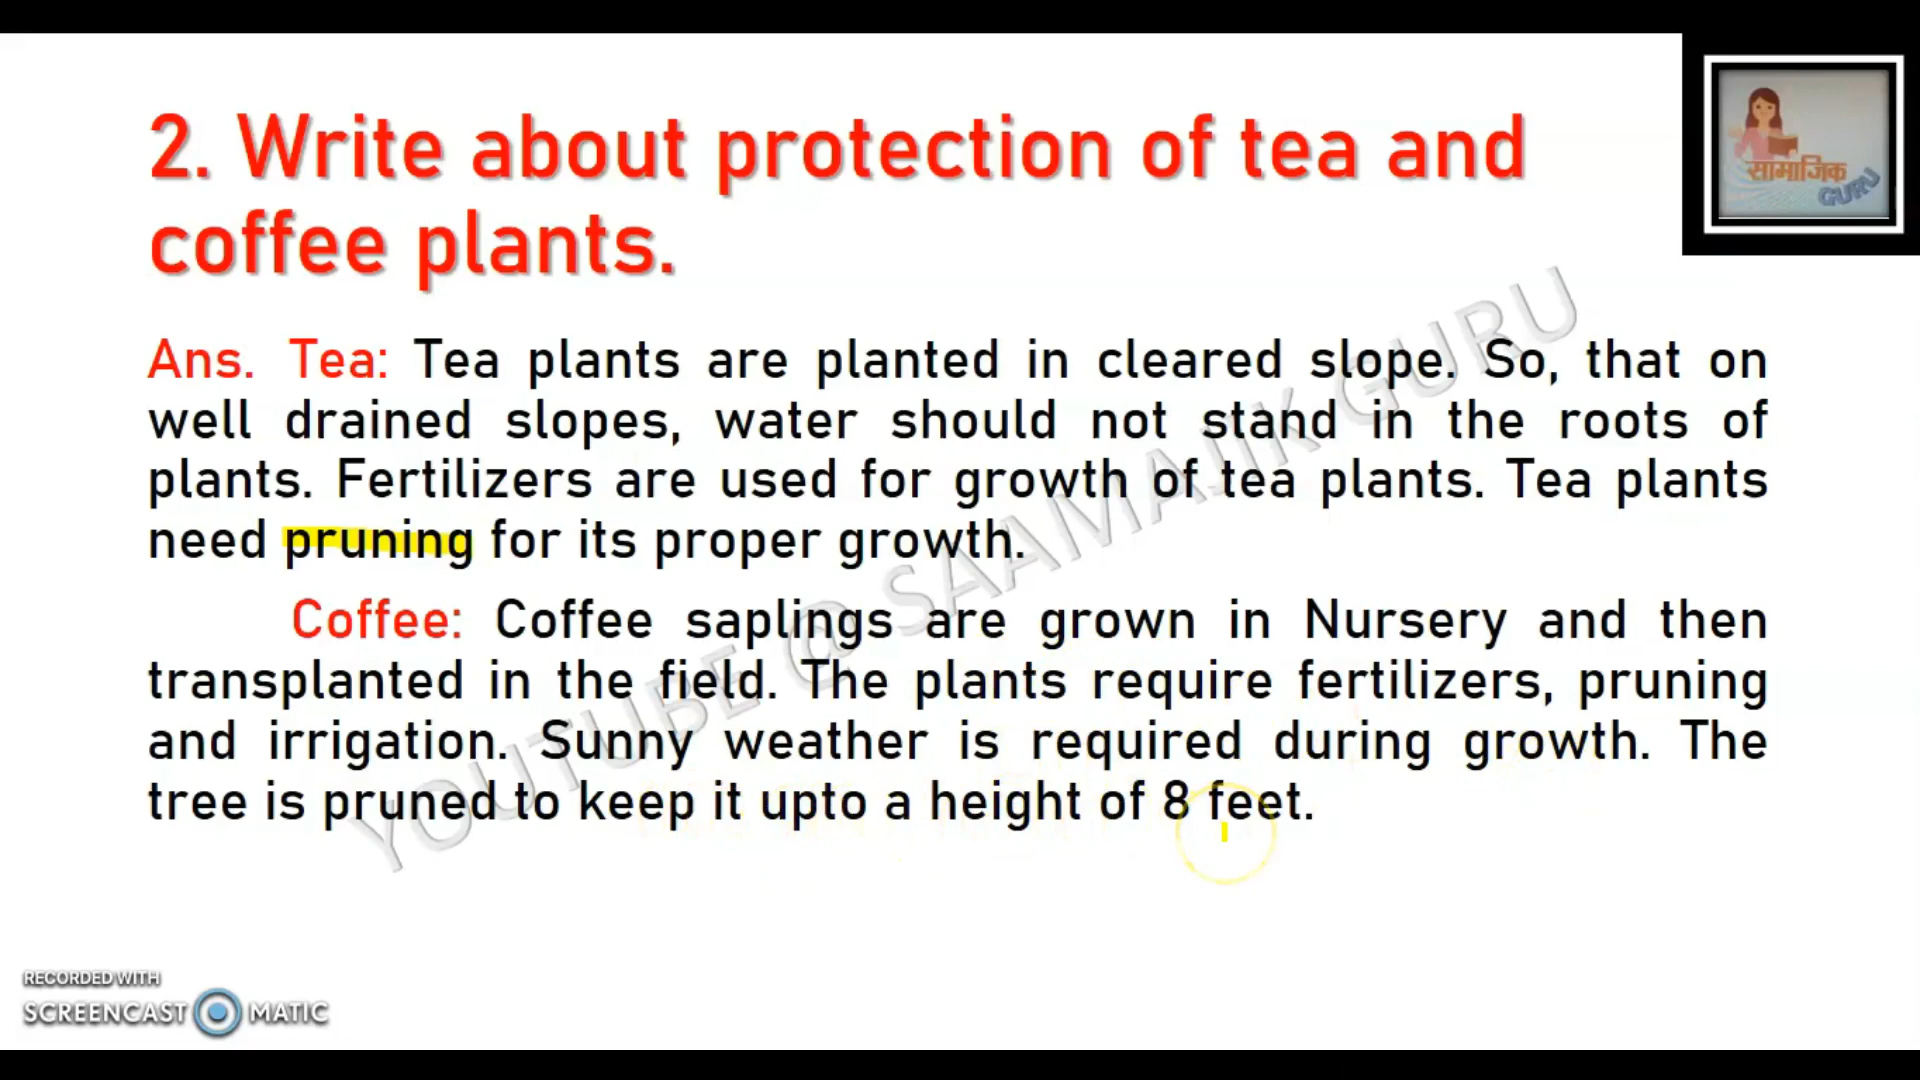 2. Write about protection of tea and
coffee plants.
सामाजिक
GURU
Ans. Tea: Tea plants are planted in cleared slope. So, that on
well drained slopes, water should not stand in the roots of
plants. Fertilizers are used for growth of tea plants. Tea plants
need pruning for its proper growth.
Coffee: Coffee saplings are grown in Nursery and then
transplanted in the field. The plants require fertilizers, pruning
and irrigation. Sunny weather is required during growth. The
tree is pruned to keep it upto a height of 8 feet.
YOUTUBE @ SAAMAJIK GURU
RECORDED WITH
SCREENCAST MATIC